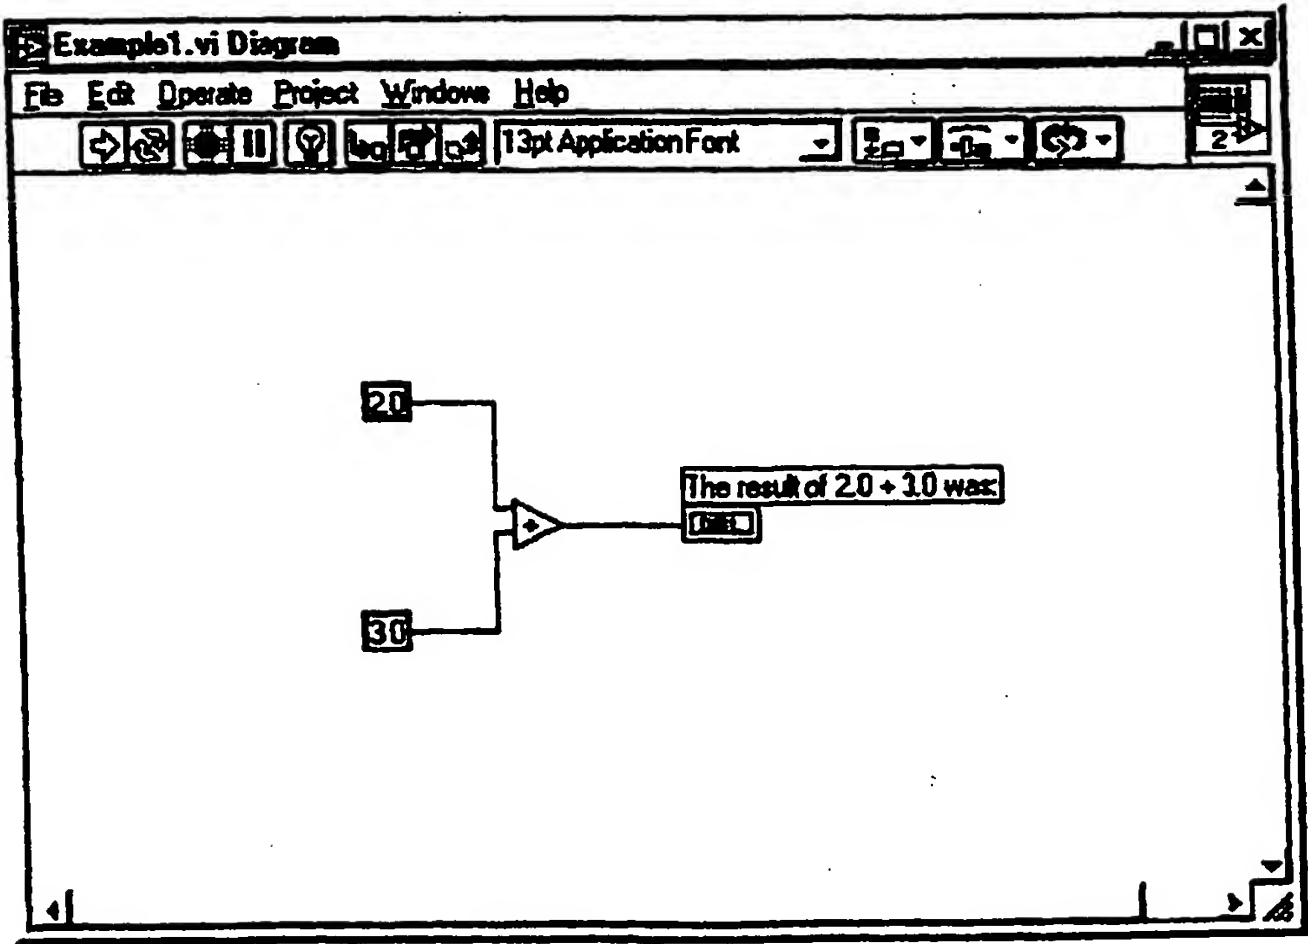 Example1.vi Diagram
File Edit Operate Project Windows Help
13pt Application Font
2
2.0
The result of 2.0 + 3.0 was:
3.0